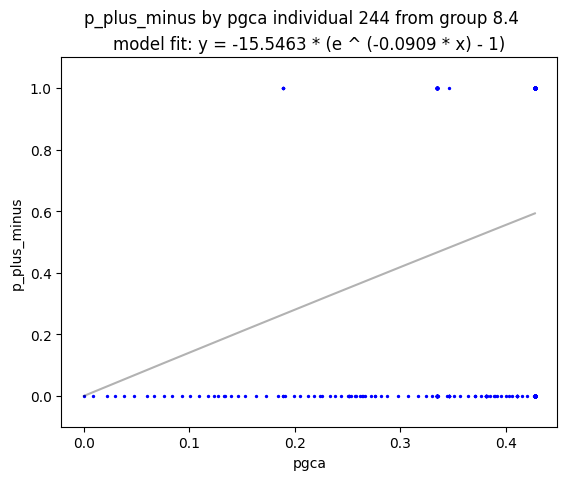 p_plus_minus by pgca individual 244 from group 8.4
model fit: y = -15.5463 * (e ^ (-0.0909 * x) - 1)
1.0
0.8
0.6
0.4
0.2
0.0
p_plus_minus
0.0 0.1 0.2 0.3 0.4
pgca